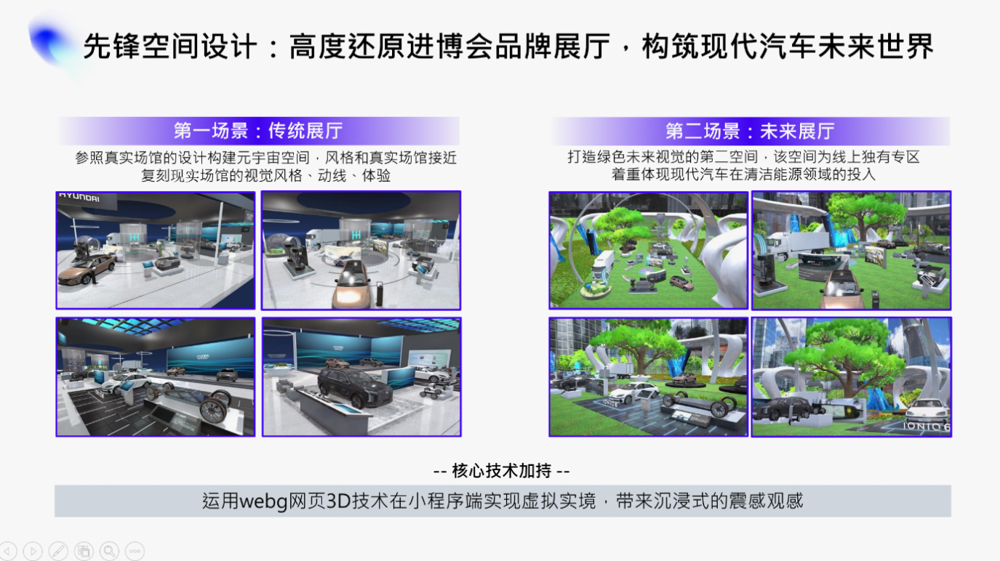 先锋空间设计：高度还原进博会品牌展厅，构筑现代汽车未来世界
第一场景：传统展厅
参照真实场馆的设计构建元宇宙空间，风格和真实场馆接近
复刻现实场馆的视觉风格、动线、体验
HYUNDAI
第二场景：未来展厅
打造绿色未来视觉的第二空间，该空间为线上独有专区
着重体现现代汽车在清洁能源领域的投入
IONIQ 6
IONIQ 6
-- 核心技术加持 --
运用webg网页3D技术在小程序端实现虚拟实境，带来沉浸式的震感观感